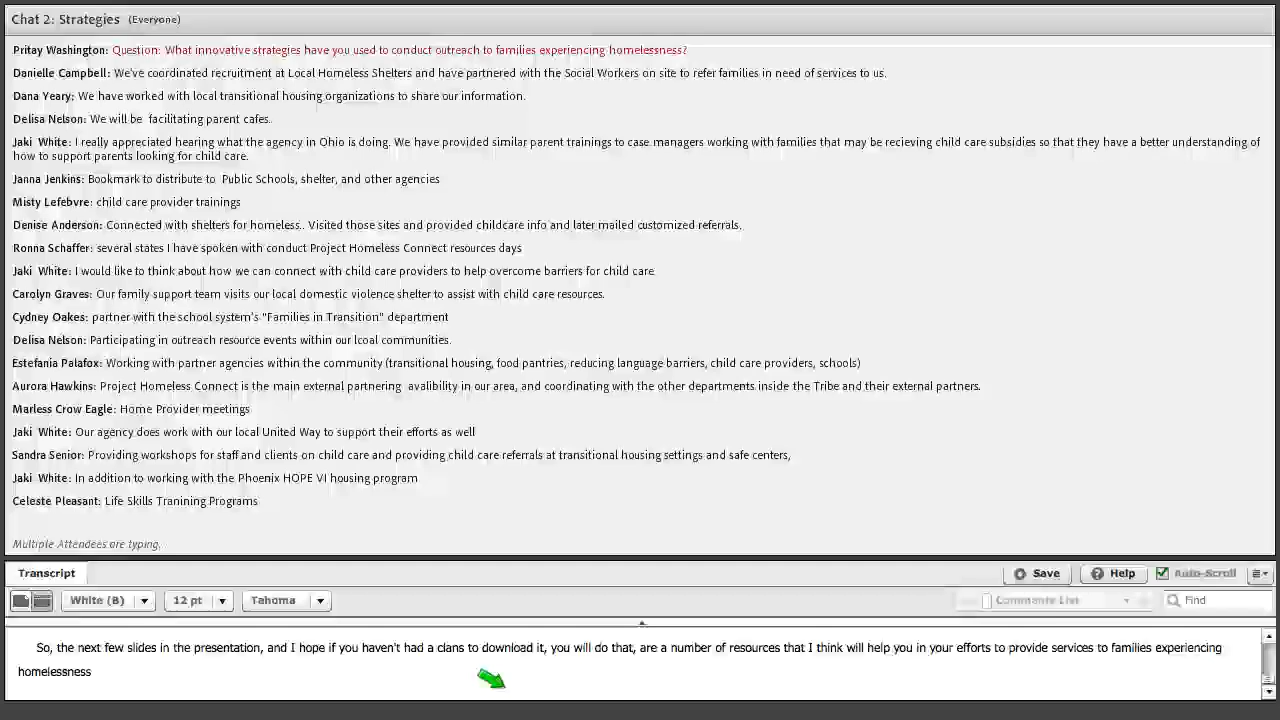 Chat 2: Strategies (Everyone)
Pritay Washington: Question: What innovative strategies have you used to conduct outreach to families experiencing homelessness?
Danielle Campbell: We've coordinated recruitment at Local Homeless Shelters and have partnered with the Social Workers on site to refer families in need of services to us.
Dana Yeary: We have worked with local transitional housing organizations to share our information.
Delisa Nelson: We will be facilitating parent cafes.
Jaki White: I really appreciated hearing what the agency in Ohio is doing. We have provided similar parent trainings to case managers working with families that may be recieving child care subsidies so that they have a better understanding of
how to support parents looking for child care.
Janna Jenkins: Bookmark to distribute to Public Schools, shelter, and other agencies
Misty Lefebvre: child care provider trainings
Denise Anderson: Connected with shelters for homeless.. Visited those sites and provided childcare info and later mailed customized referrals,
Ronna Schaffer: several states I have spoken with conduct Project Homeless Connect resources days
Jaki White: I would like to think about how we can connect with child care providers to help overcome barriers for child care
Carolyn Graves: Our family support team visits our local domestic violence shelter to assist with child care resources.
Cydney Oakes: partner with the school system's "Families in Transition" department
Delisa Nelson: Participating in outreach resource events within our lcoal communities.
Estefania Palafox: Working with partner agencies within the community (transitional housing, food pantries, reducing language barriers, child care providers, schools)
Aurora Hawkins: Project Homeless Connect is the main external partnering avalibility in our area, and coordinating with the other departments inside the Tribe and their external partners.
Marless Crow Eagle: Home Provider meetings
Jaki White: Our agency does work with our local United Way to support their efforts as well
Sandra Senior: Providing workshops for staff and clients on child care and providing child care referrals at transitional housing settings and safe centers,
Jaki White: In addition to working with the Phoenix HOPE VI housing program
Celeste Pleasant: Life Skills Tranining Programs
Multiple Attendees are typing.
Transcript Save Help Auto-Scroll
White (B) 12 pt Tahoma Comments List Find
So, the next few slides in the presentation, and I hope if you haven't had a clans to download it, you will do that, are a number of resources that I think will help you in your efforts to provide services to families experiencing
homelessness